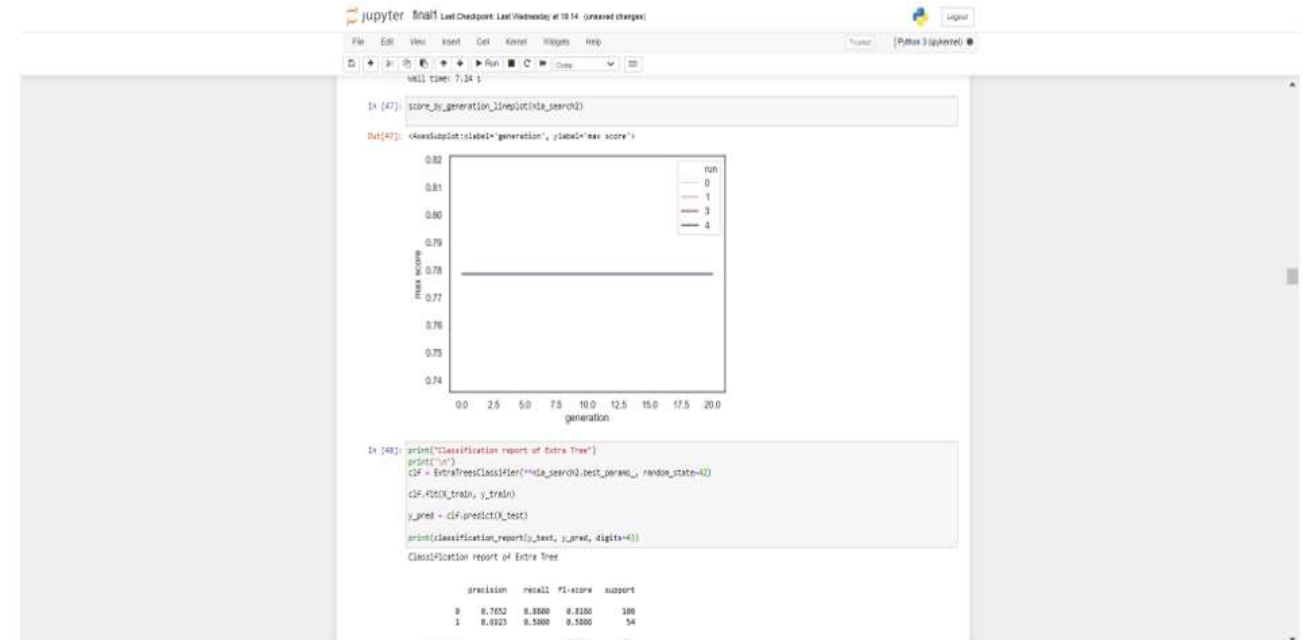 jupyter final1 Last Checkpoint: Last Wednesday at 19:14 (unsaved changes)
Logout
File Edit View Insert Cell Kernel Widgets Help
Trusted
Python 3 (ipykernel)
Run
Code
Wall time: 7.24 s
In [47]: score_by_generation_lineplot(nia_search2)
Out[47]: <AxesSubplot:xlabel='generation', ylabel='max score'>
0.82
0.81
0.80
0.79
0.78
0.77
0.76
0.75
0.74
max score
run
0
1
3
4
0.0 2.5 5.0 7.5 10.0 12.5 15.0 17.5 20.0
generation
In [48]: print("Classification report of Extra Tree")
print("\n")
clf = ExtraTreesClassifier(**nia_search2.best_params_, random_state=42)
clf.fit(X_train, y_train)
y_pred = clf.predict(X_test)
print(classification_report(y_test, y_pred, digits=4))
Classification report of Extra Tree
precision recall f1-score support
0 0.7652 0.8800 100
1 0.6923 0.5000 54